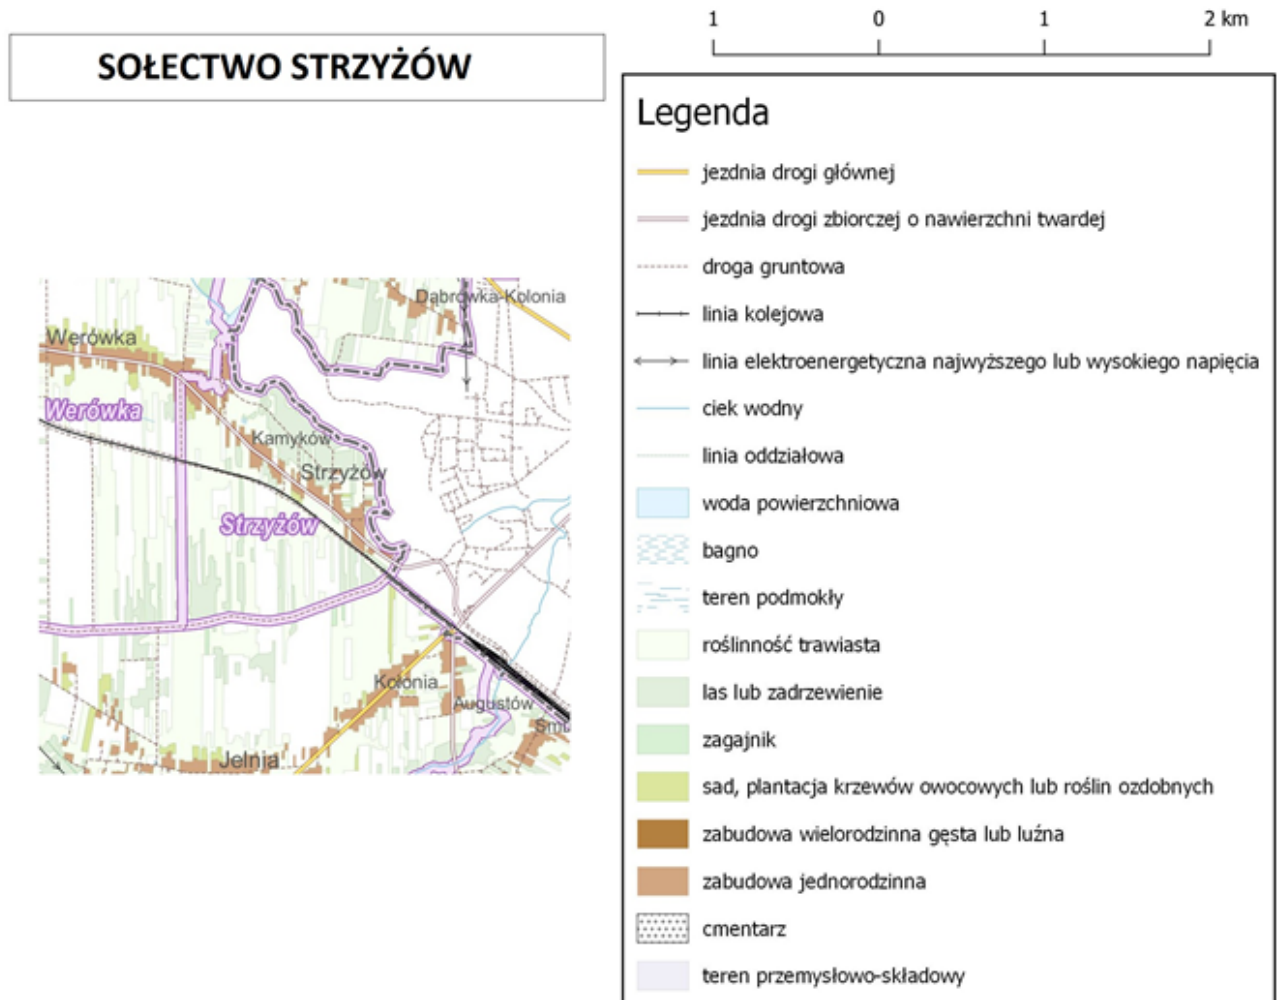 1 0 1 2 km
SOŁECTWO STRZYŻÓW
Legenda
jezdnia drogi głównej
jezdnia drogi zbiorczej o nawierzchni twardej
droga gruntowa
linia kolejowa
linia elektroenergetyczna najwyższego lub wysokiego napięcia
ciek wodny
linia oddziałowa
woda powierzchniowa
bagno
teren podmokły
roślinność trawiasta
las lub zadrzewienie
zagajnik
sad, plantacja krzewów owocowych lub roślin ozdobnych
zabudowa wielorodzinna gęsta lub luźna
zabudowa jednorodzinna
cmentarz
teren przemysłowo-składowy
Dąbrówka-Kolonia
Werówka
Werówka
Kamyków
Strzyżów
Strzyżów
Kolonia
Augustów
Jelnia